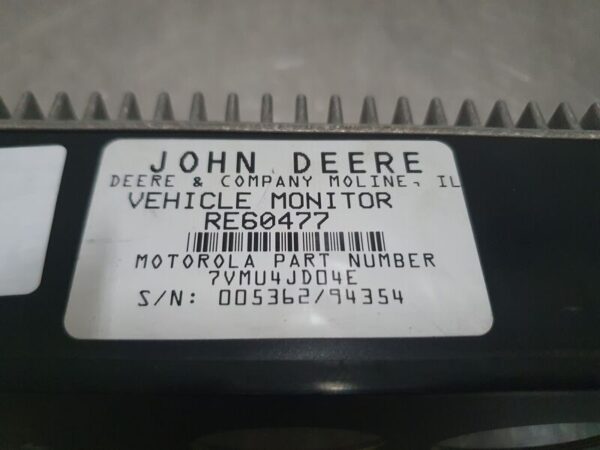 JOHN DEERE
DEERE & COMPANY MOLINE, IL
VEHICLE MONITOR
RE60477
MOTOROLA PART NUMBER
7VMU4JD04E
S/N: 005362/94354